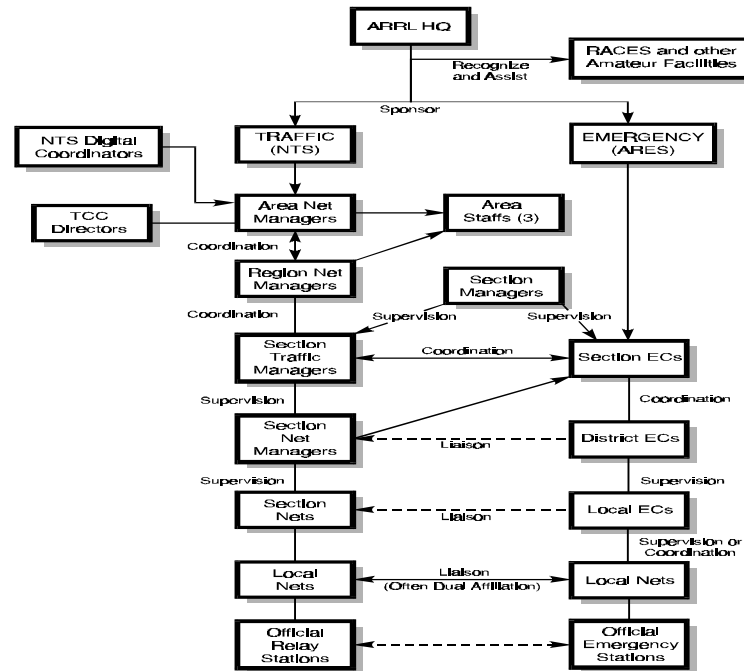 ARRL HQ
RACES and other
Amateur Facilities
Recognize
and Assist
Sponsor
TRAFFIC
(NTS)
EMERGENCY
(ARES)
NTS Digital
Coordinators
Area Net
Managers
Area
Staffs (3)
TCC
Directors
Coordination
Region Net
Managers
Section
Managers
Coordination
Supervision
Supervision
Section
Traffic
Managers
Coordination
Section ECs
Supervision
Coordination
Section
Net
Managers
Liaison
District ECs
Supervision
Supervision
Section
Nets
Liaison
Local ECs
Supervision or
Coordination
Local
Nets
Liaison
(Often Dual Affiliation)
Local Nets
Official
Relay
Stations
Official
Emergency
Stations